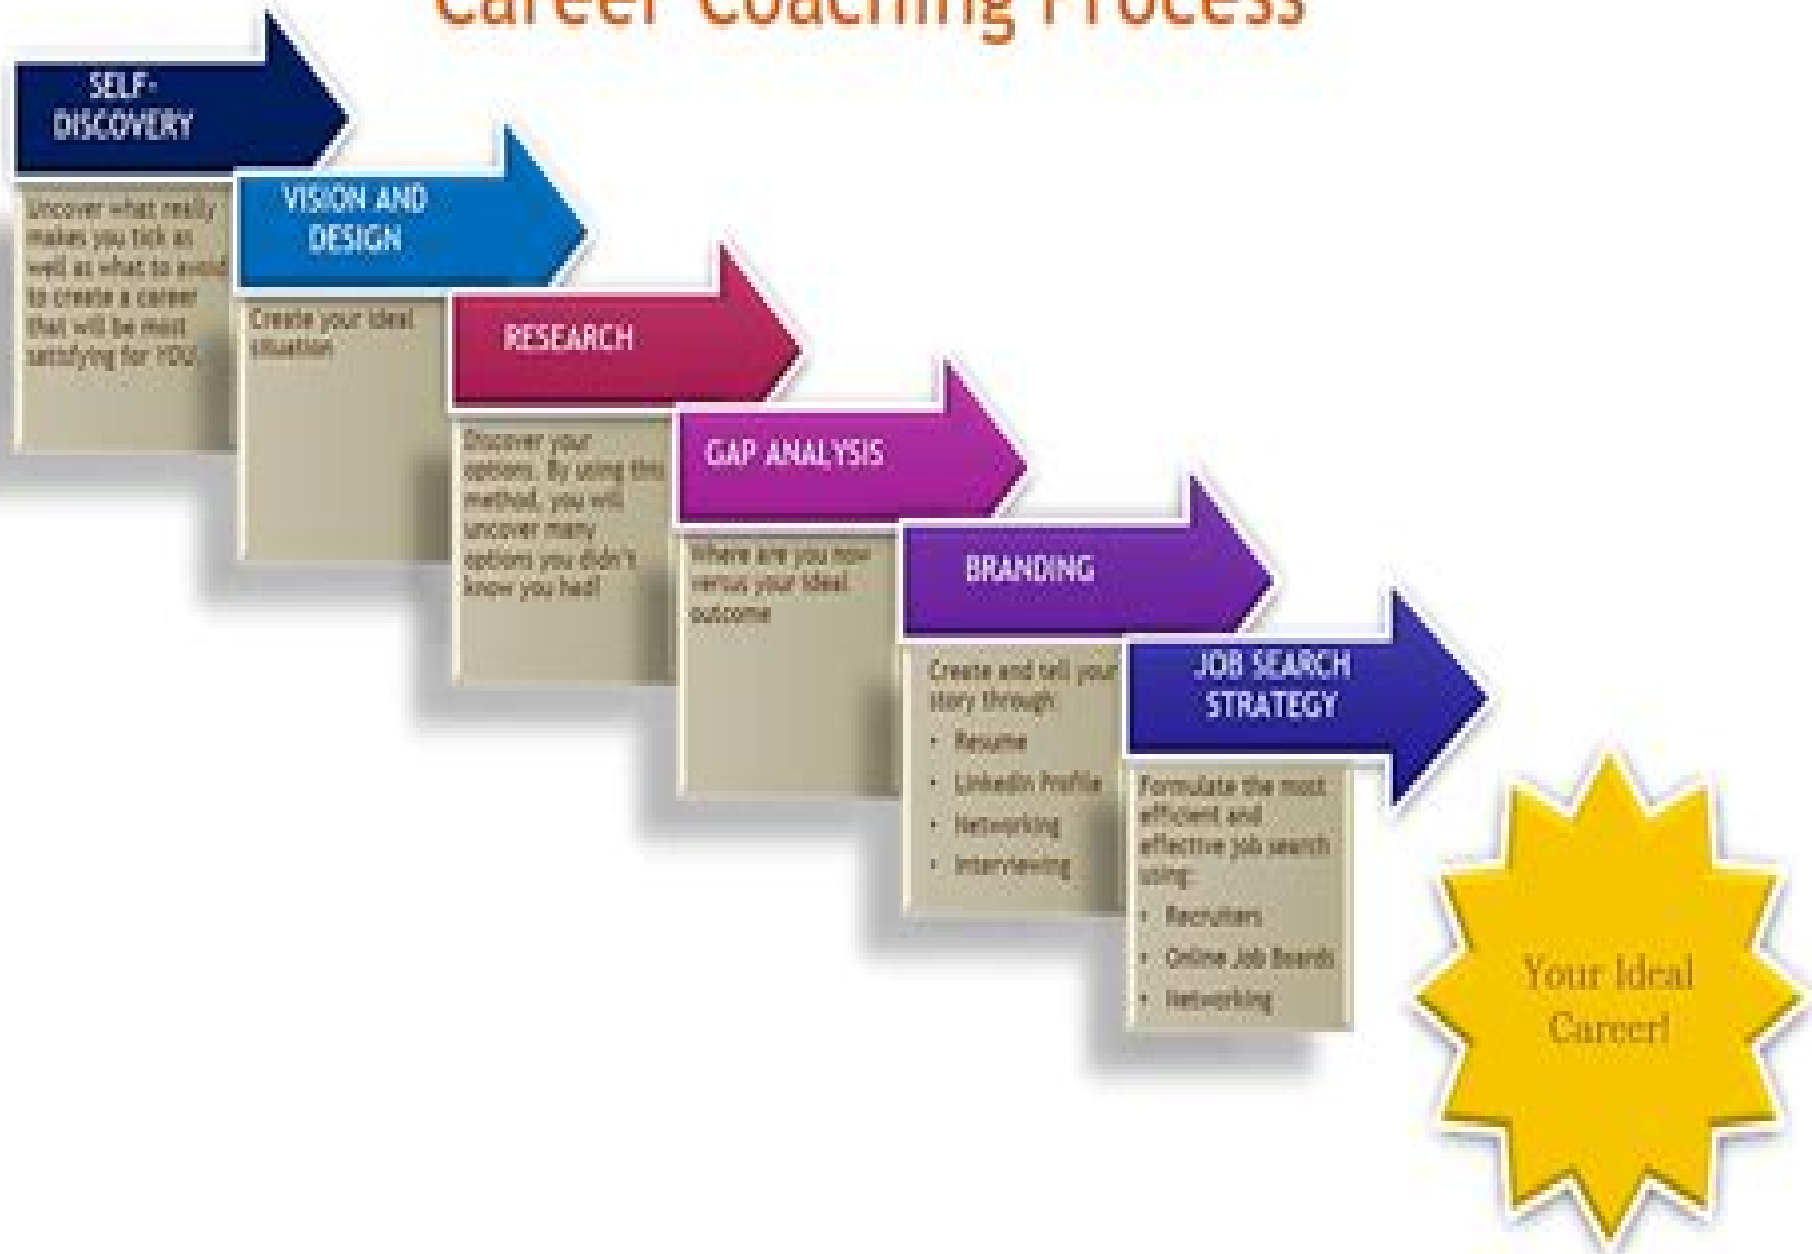 Career Coaching Process
SELF-
DISCOVERY
Uncover what really
makes you tick as
well as what to avoid
to create a career
that will be most
satisfying for YOU
VISION AND
DESIGN
Create your ideal
situation
RESEARCH
Discover your
options. By using this
method, you will
uncover many
options you didn't
know you had!
GAP ANALYSIS
Where are you now
versus your ideal
outcome
BRANDING
Create and tell your
story through
• Resume
• LinkedIn Profile
• Networking
• Interviewing
JOB SEARCH
STRATEGY
Formulate the most
efficient and
effective job search
using:
• Recruiters
• Online Job Boards
• Networking
Your Ideal
Career!